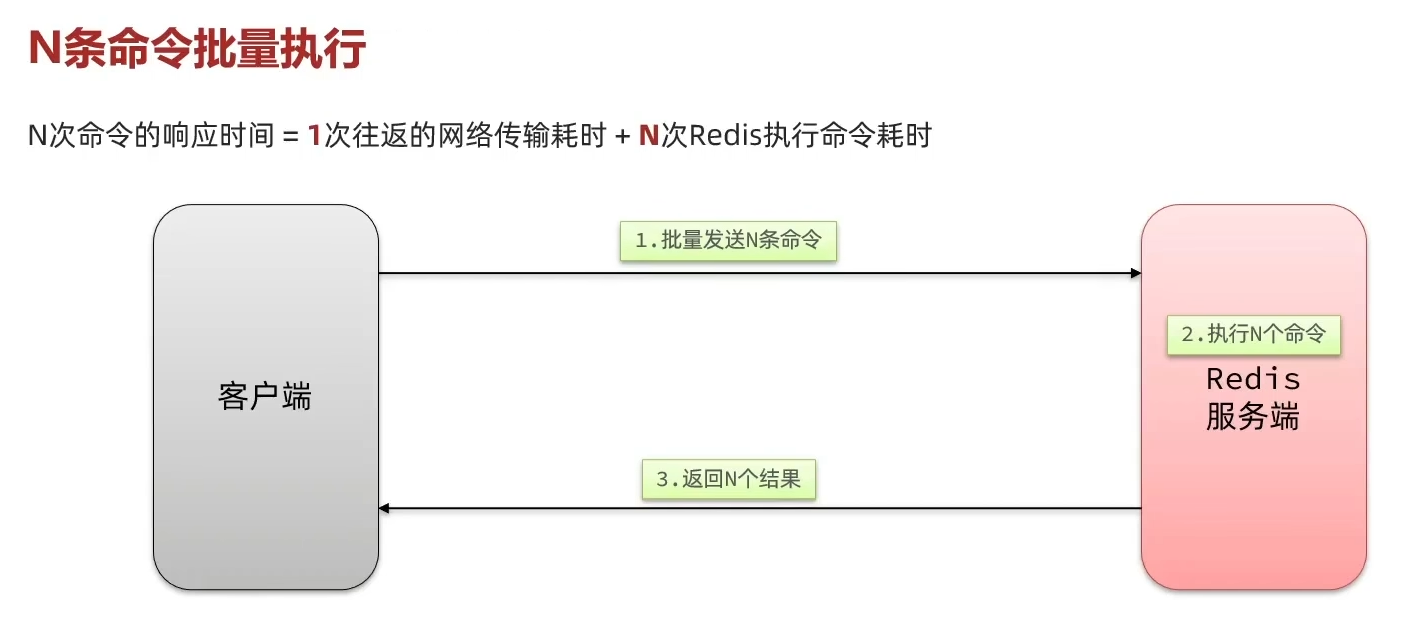 N条命令批量执行
N次命令的响应时间 = 1次往返的网络传输耗时 + N次Redis执行命令耗时
1.批量发送N条命令
2.执行N个命令
客户端
Redis
服务端
3.返回N个结果